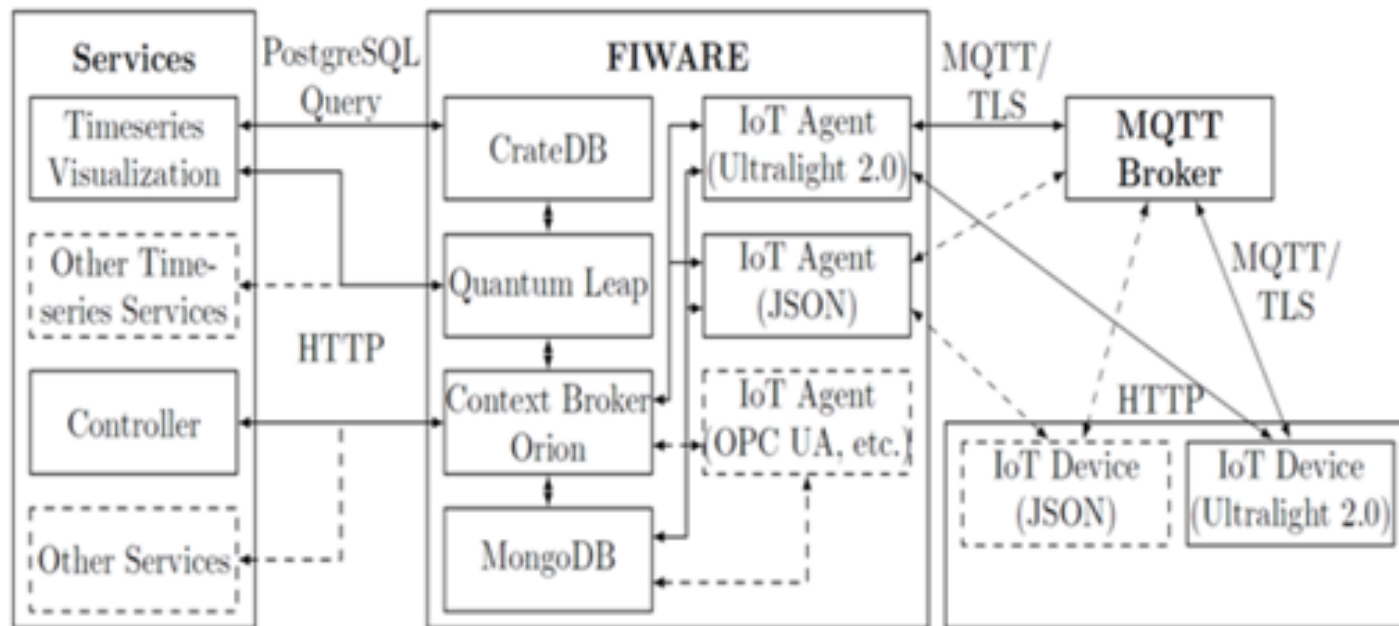 Services
Timeseries
Visualization
Other Time-
series Services
Controller
Other Services
PostgreSQL
Query
HTTP
FIWARE
CrateDB
Quantum Leap
Context Broker
Orion
MongoDB
IoT Agent
(Ultralight 2.0)
IoT Agent
(JSON)
IoT Agent
(OPC UA, etc.)
MQTT/
TLS
MQTT
Broker
MQTT/
TLS
HTTP
IoT Device
(JSON)
IoT Device
(Ultralight 2.0)